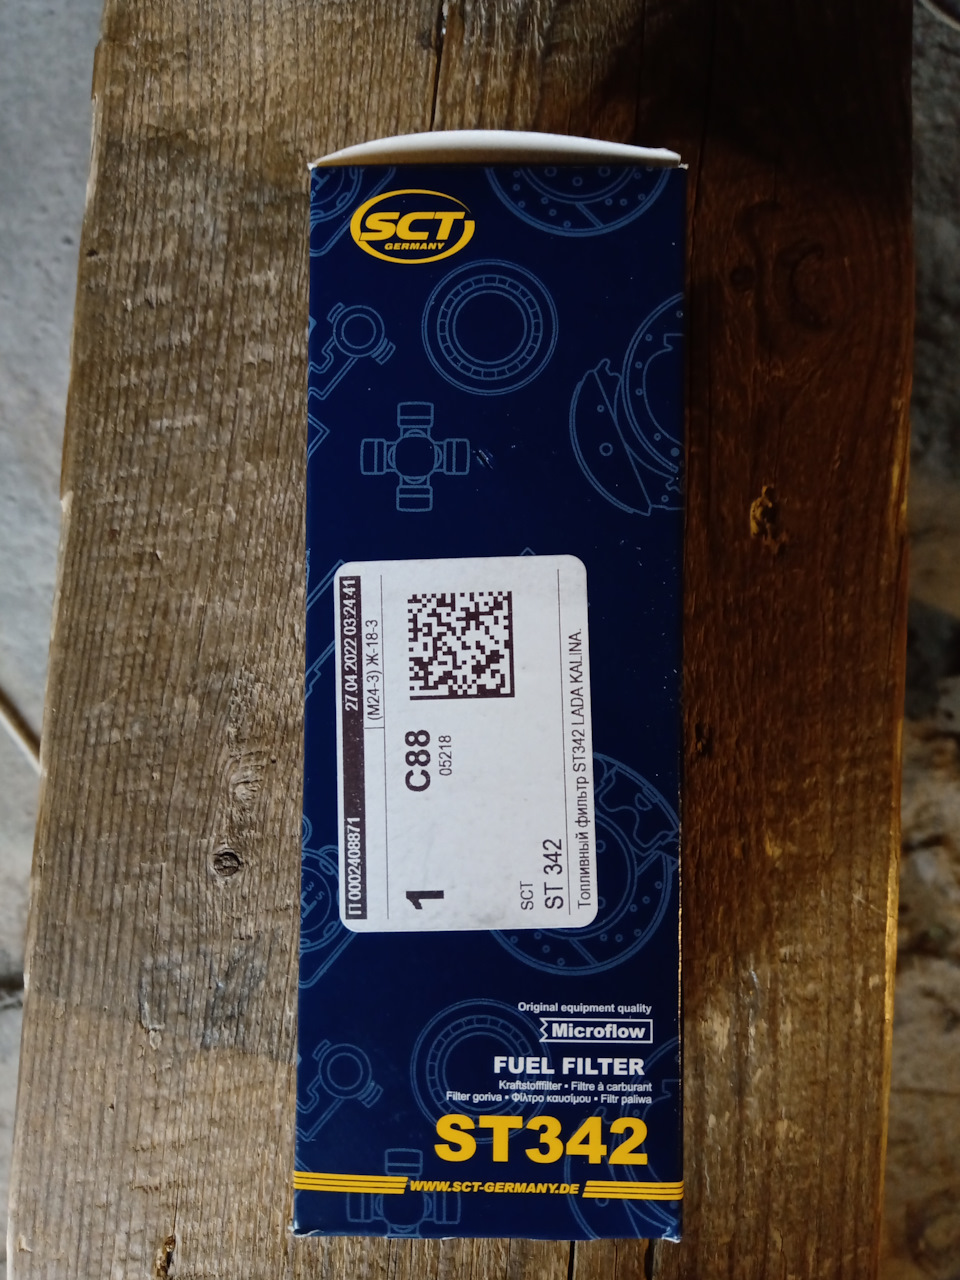 SCT
GERMANY
П 0002408871 27.04.2022 03:24:41
(М24-3) Ж-18-3
1 C88
05218
SCT
ST 342
Топливный фильтр ST342 LADA KALINA.
Original equipment quality
Microflow
FUEL FILTER
Kraftstofffilter • Filtre à carburant
Filter goriva • Φίλτρο καυσίμου • Filtr paliwa
ST342
WWW.SCT-GERMANY.DE